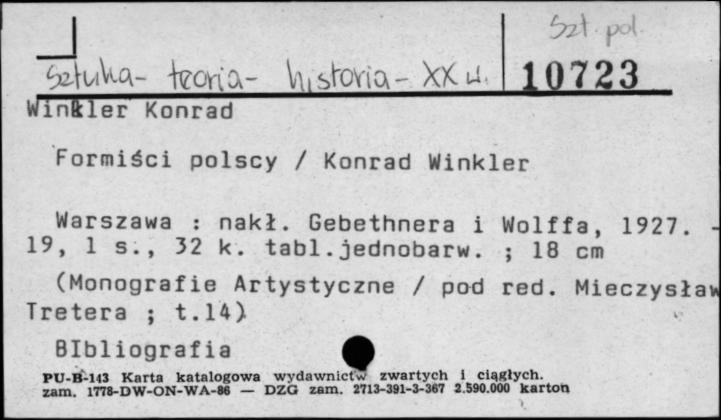 Szt. pol.
Sztuka - teoria - historia - XX w.
10723
Winkler Konrad
Formiści polscy / Konrad Winkler
Warszawa : nakł. Gebethnera i Wolffa, 1927. -
19, 1 s., 32 k. tabl.jednobarw. ; 18 cm
(Monografie Artystyczne / pod red. Mieczysław
Tretera ; t.14)
BIbliografia
PU-B-143 Karta katalogowa wydawnictw zwartych i ciągłych.
zam. 1778-DW-ON-WA-86 — DZG zam. 2713-391-3-367 2.590.000 karton